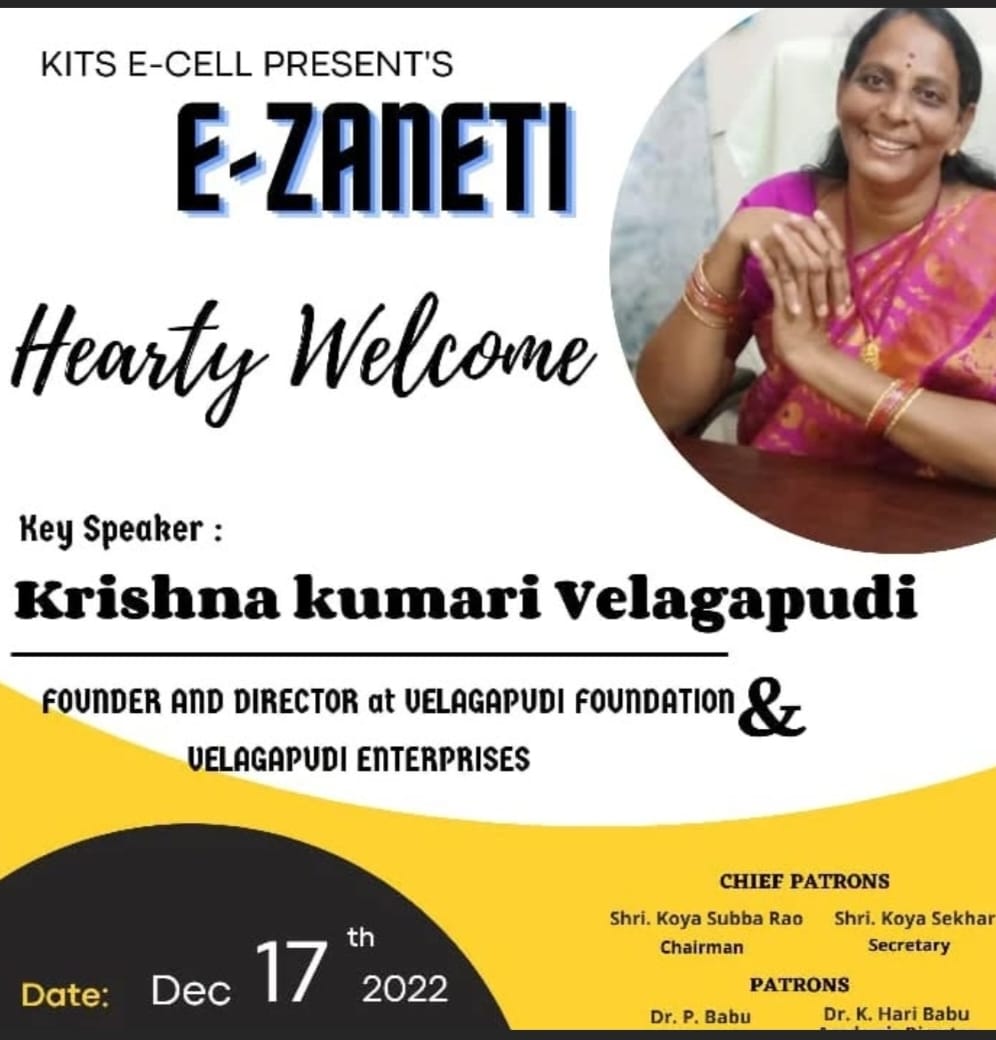 KITS E-CELL PRESENT'S
E-ZANETI
Hearty Welcome
Key Speaker :
Krishna kumari Velagapudi
FOUNDER AND DIRECTOR at VELAGAPUDI FOUNDATION &
VELAGAPUDI ENTERPRISES
CHIEF PATRONS
Shri. Koya Subba Rao Shri. Koya Sekhar
Chairman Secretary
PATRONS
Dr. P. Babu Dr. K. Hari Babu
Date: Dec 17th 2022